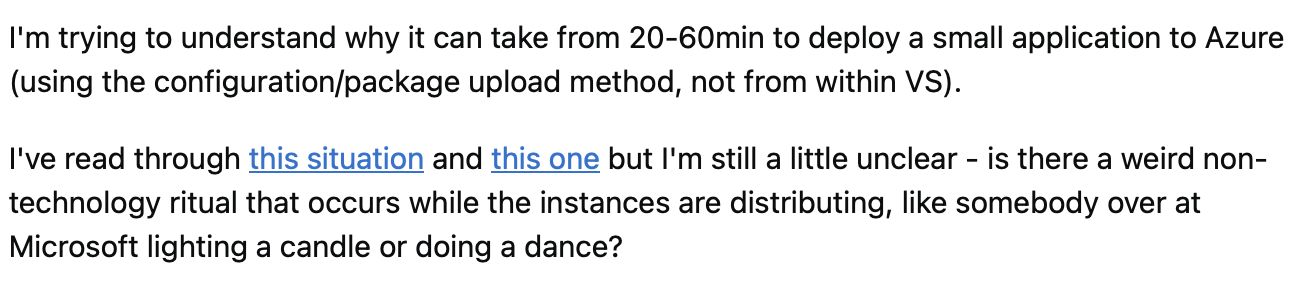 I'm trying to understand why it can take from 20-60min to deploy a small application to Azure
(using the configuration/package upload method, not from within VS).
I've read through this situation and this one but I'm still a little unclear - is there a weird non-
technology ritual that occurs while the instances are distributing, like somebody over at
Microsoft lighting a candle or doing a dance?